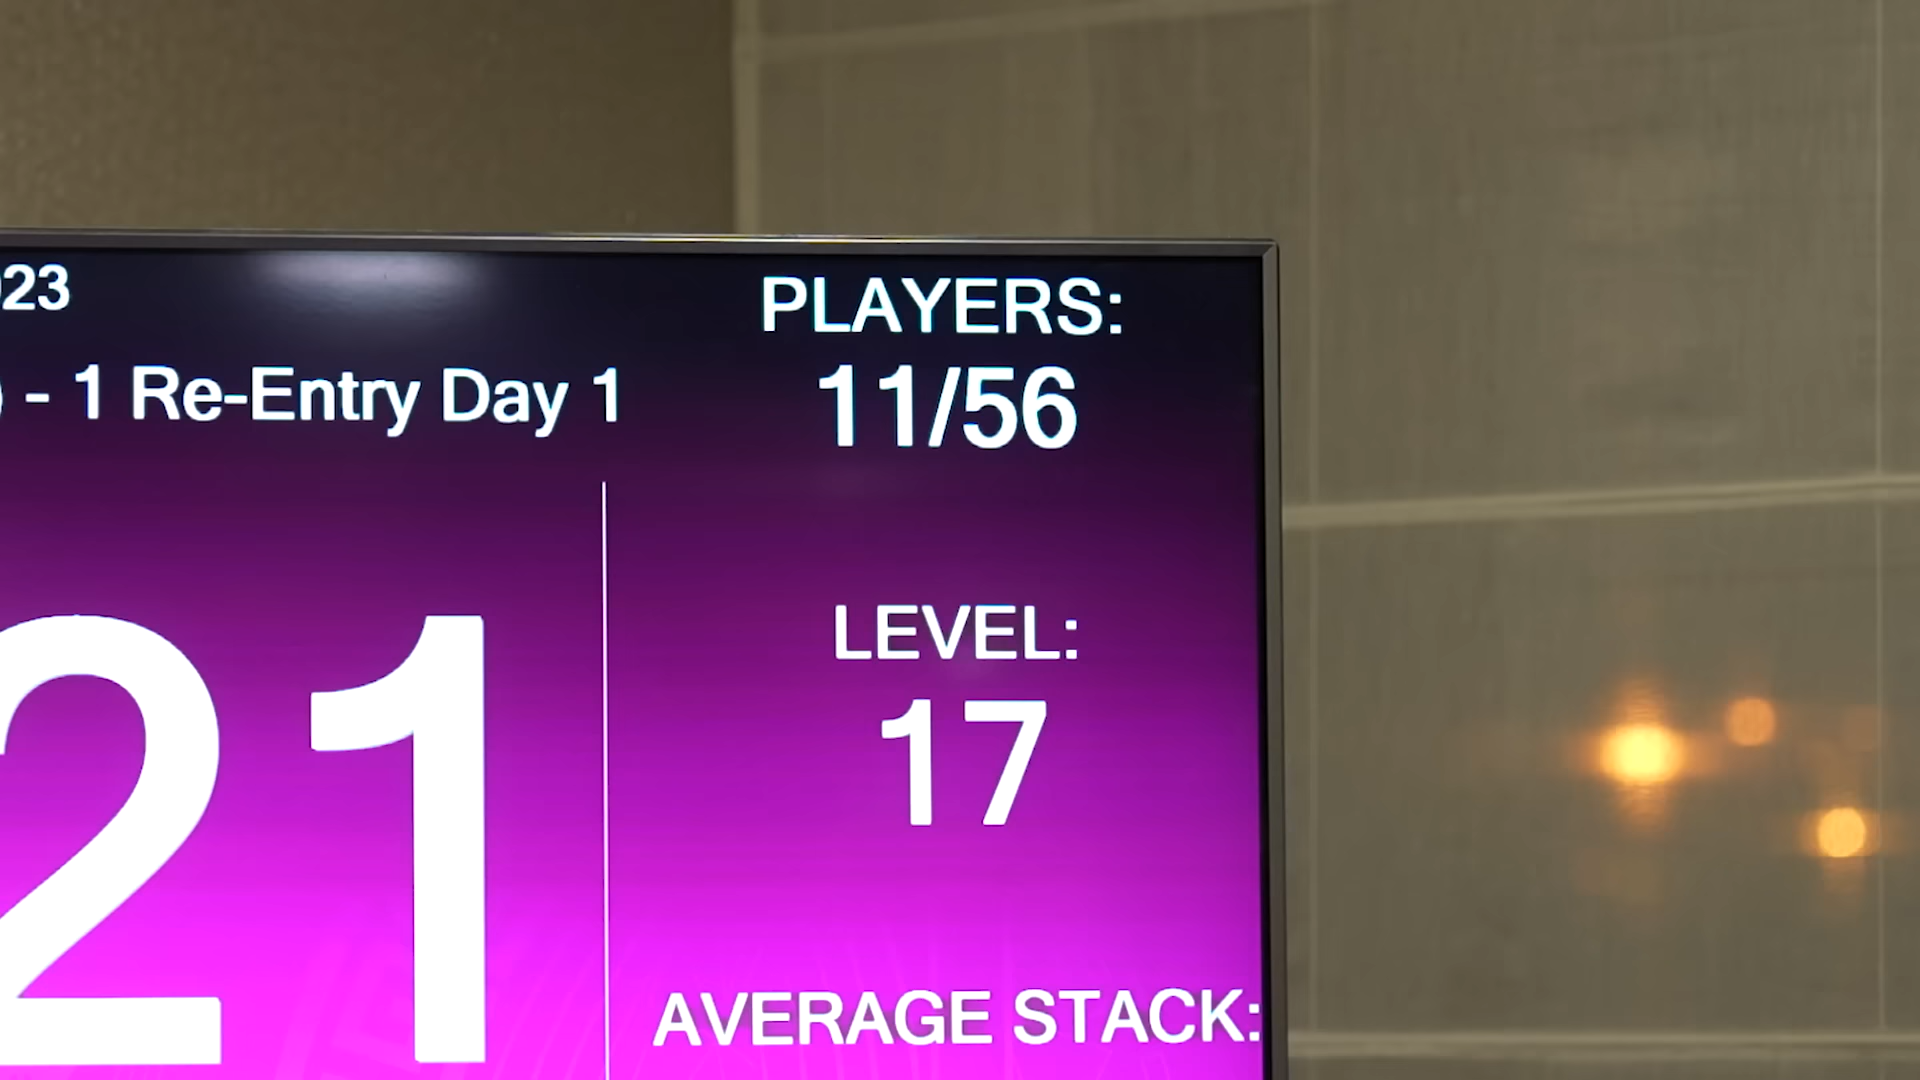 23
- 1 Re-Entry Day 1
PLAYERS:
11/56
21
LEVEL:
17
AVERAGE STACK: